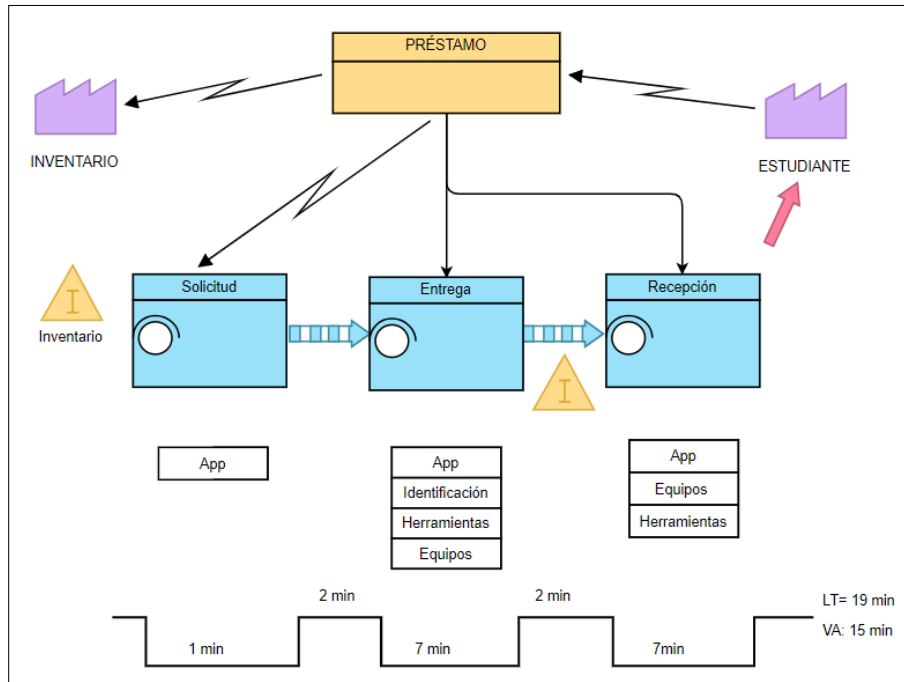 PRÉSTAMO
INVENTARIO
ESTUDIANTE
Solicitud
Entrega
Recepción
I
Inventario
I
App
App
Identificación
Herramientas
Equipos
App
Equipos
Herramientas
2 min
2 min
LT= 19 min
VA: 15 min
1 min
7 min
7min